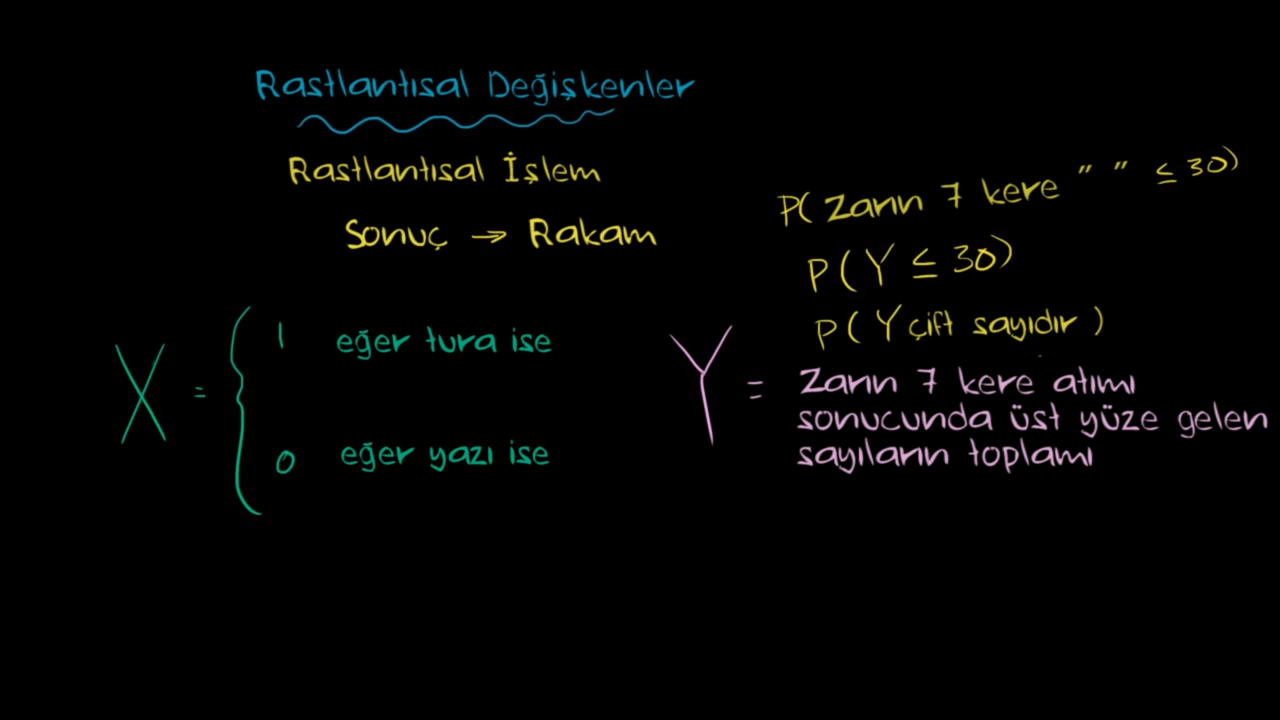 Rastlantısal Değişkenler
Rastlantısal İşlem
Sonuç → Rakam
P( Zarın 7 kere " " ≤ 30)
P( Y ≤ 30)
P( Y çift sayıdır )
X = { 1 eğer tura ise
0 eğer yazı ise
Y = Zarın 7 kere atımı
sonucunda üst yüze gelen
sayıların toplamı